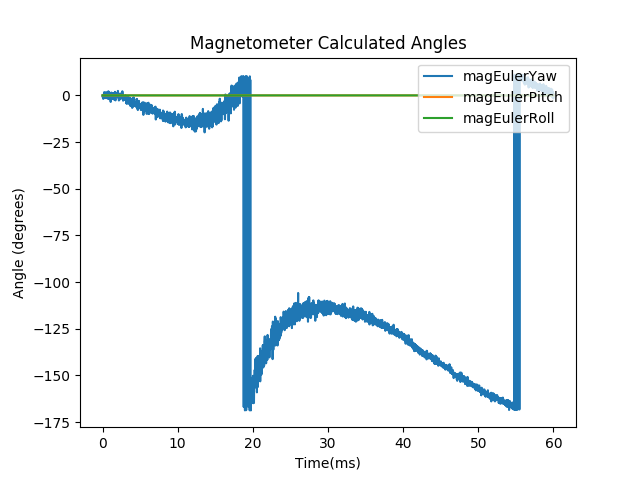 Magnetometer Calculated Angles
magEulerYaw
magEulerPitch
magEulerRoll
Angle (degrees)
0
−25
−50
−75
−100
−125
−150
−175
0 10 20 30 40 50 60
Time(ms)